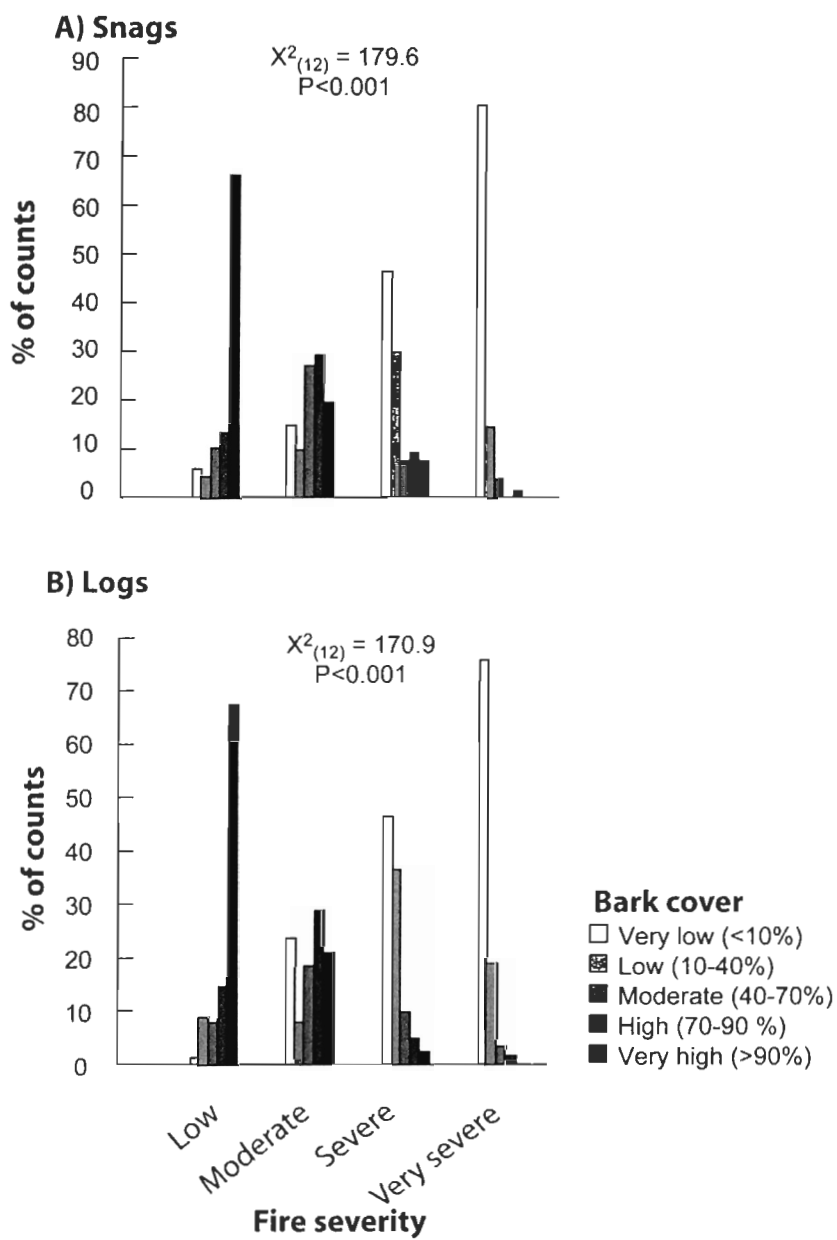 A) Snags
X²(12) = 179.6
P<0.001
% of counts
90
80
70
60
50
40
30
20
10
0
B) Logs
X²(12) = 170.9
P<0.001
% of counts
80
70
60
50
40
30
20
10
0
Low
Moderate
Severe
Very severe
Fire severity
Bark cover
Very low (<10%)
Low (10-40%)
Moderate (40-70%)
High (70-90 %)
Very high (>90%)